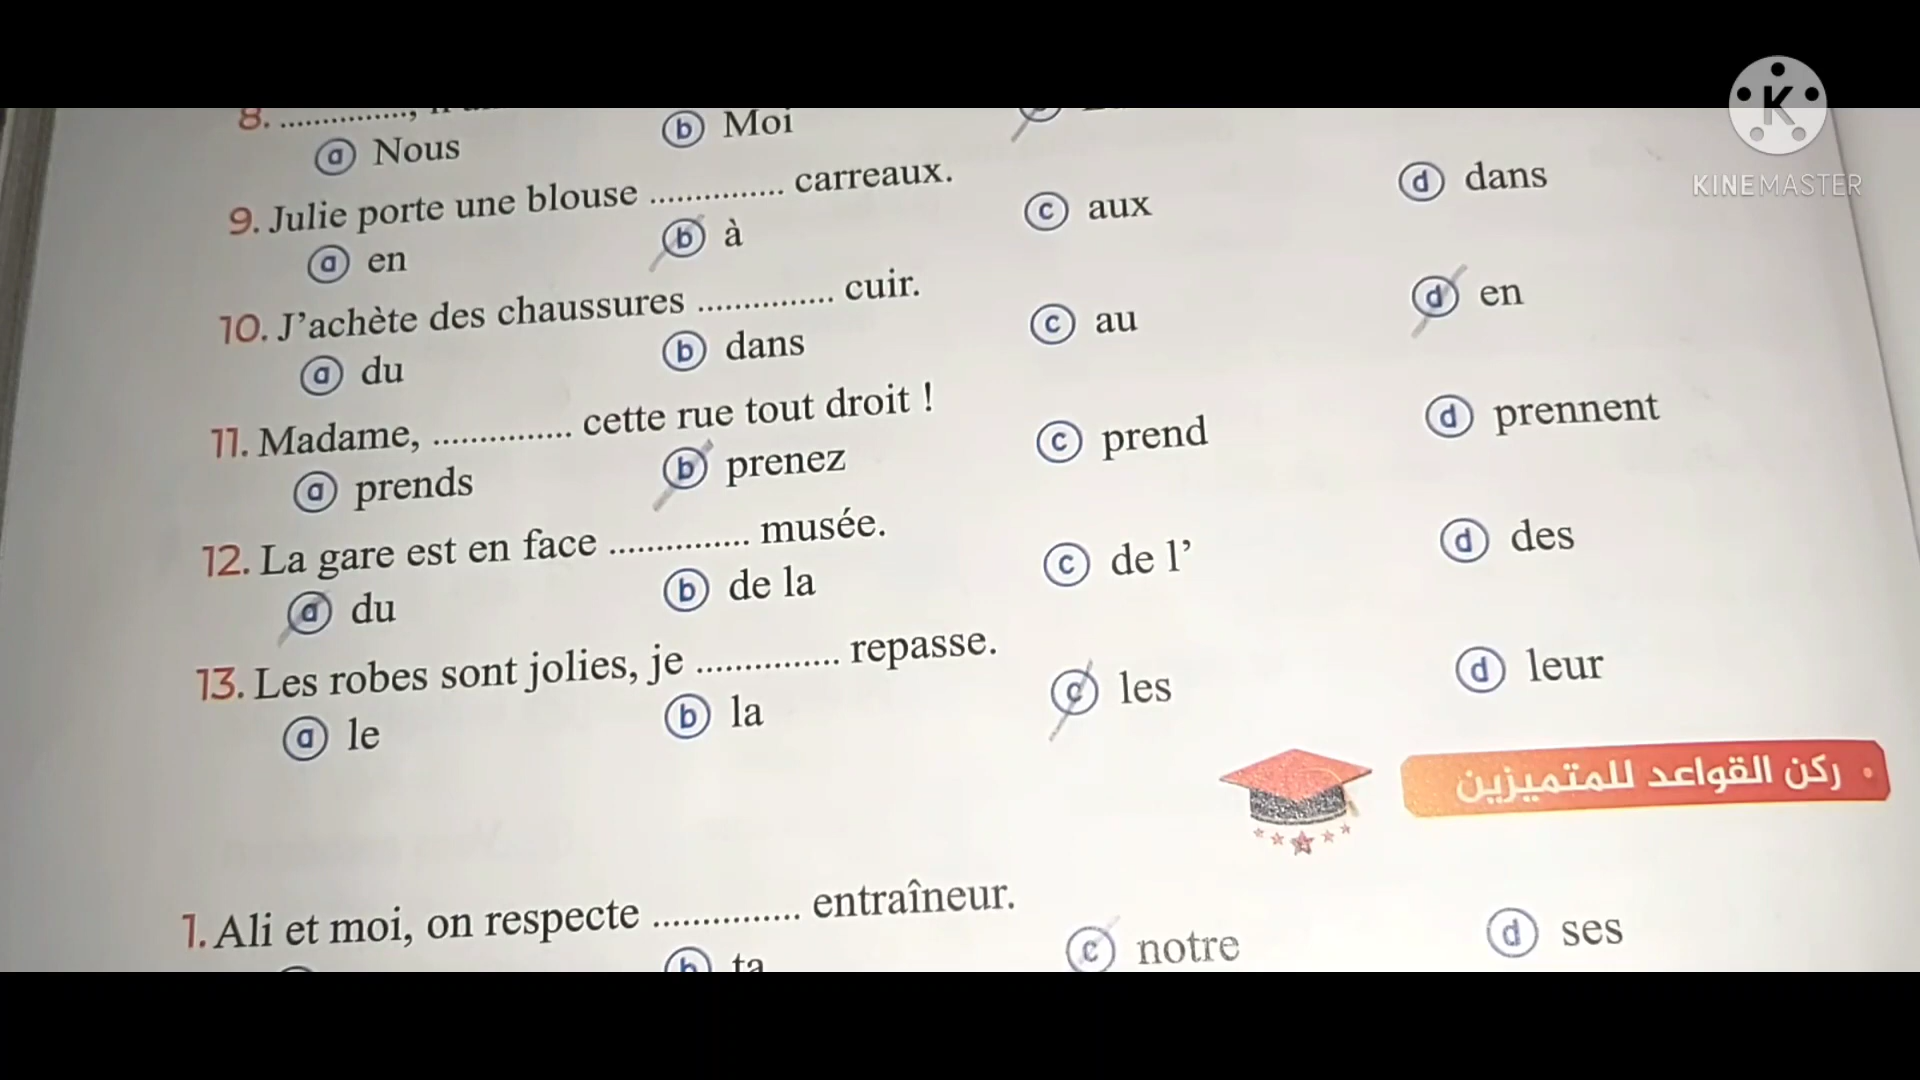 8. ..............,
ⓐ Nous ⓑ Moi
9. Julie porte une blouse .............. carreaux.
ⓐ en ⓑ à ⓒ aux ⓓ dans
10. J’achète des chaussures .............. cuir.
ⓐ du ⓑ dans ⓒ au ⓓ en
11. Madame, .............. cette rue tout droit !
ⓐ prends ⓑ prenez ⓒ prend ⓓ prennent
12. La gare est en face .............. musée.
ⓐ du ⓑ de la ⓒ de l’ ⓓ des
13. Les robes sont jolies, je .............. repasse.
ⓐ le ⓑ la ⓒ les ⓓ leur
• ركن القواعد للمتميزين
1. Ali et moi, on respecte .............. entraîneur.
ⓑ ta ⓒ notre ⓓ ses
K
KINEMASTER